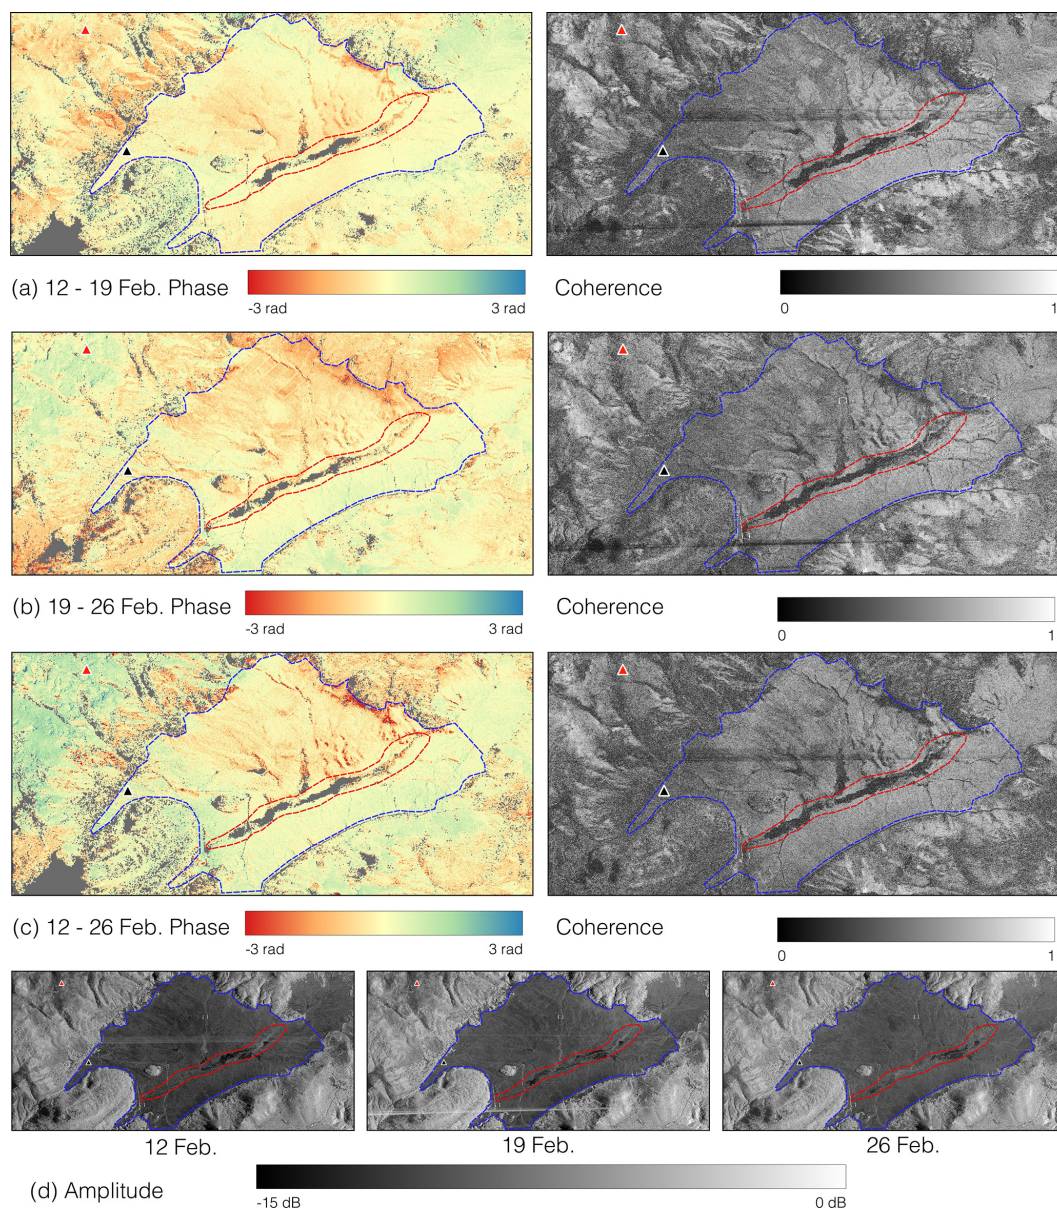 (a) 12 - 19 Feb. Phase
-3 rad
3 rad
Coherence
0
1
(b) 19 - 26 Feb. Phase
-3 rad
3 rad
Coherence
0
1
(c) 12 - 26 Feb. Phase
-3 rad
3 rad
Coherence
0
1
12 Feb.
19 Feb.
26 Feb.
(d) Amplitude
-15 dB
0 dB